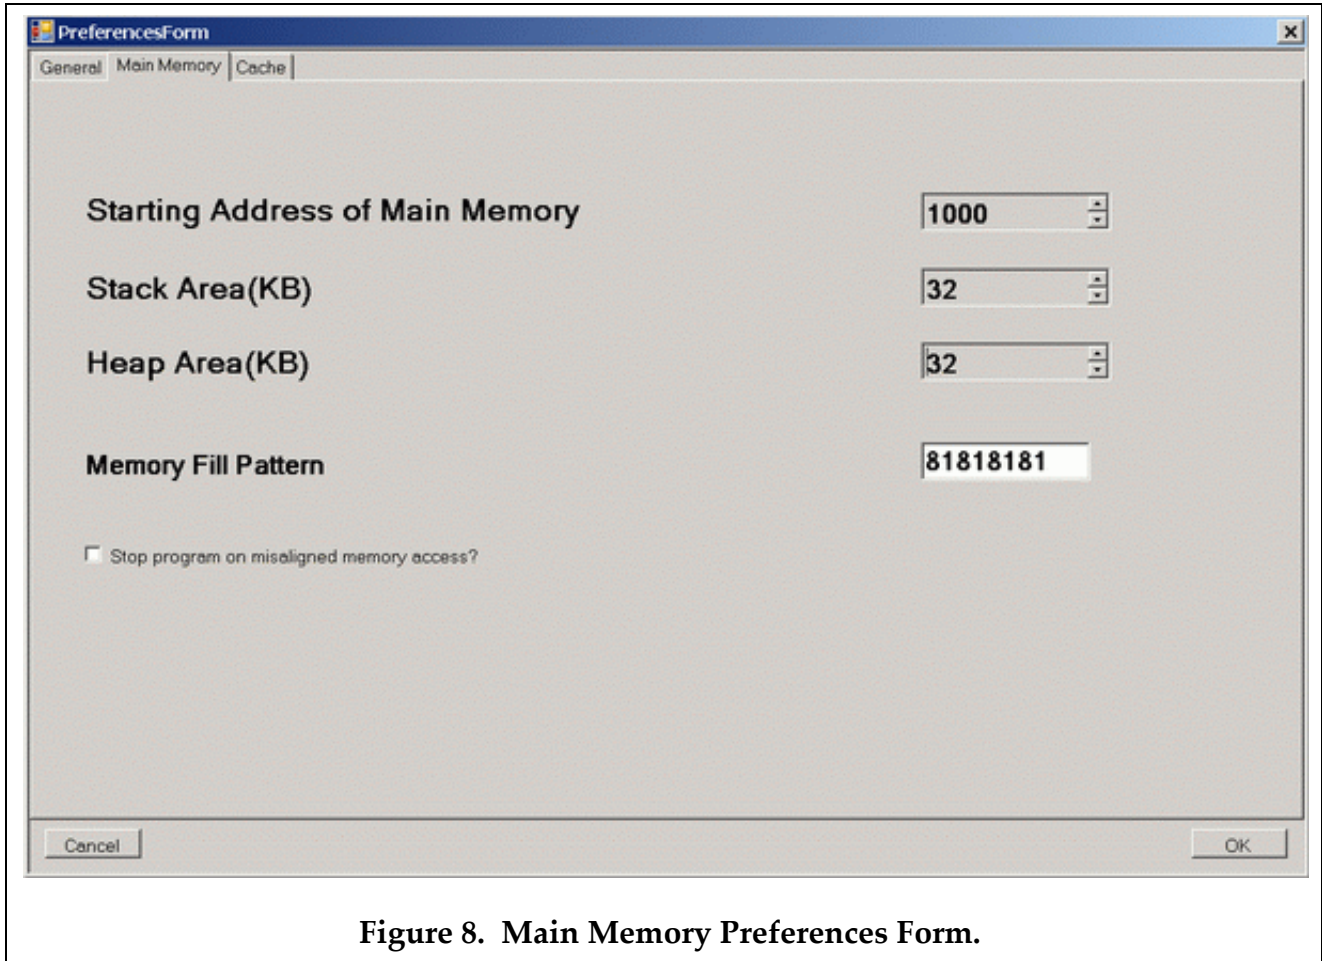 PreferencesForm
General Main Memory Cache
Starting Address of Main Memory 1000
Stack Area(KB) 32
Heap Area(KB) 32
Memory Fill Pattern 81818181
Stop program on misaligned memory access?
Cancel OK
Figure 8. Main Memory Preferences Form.